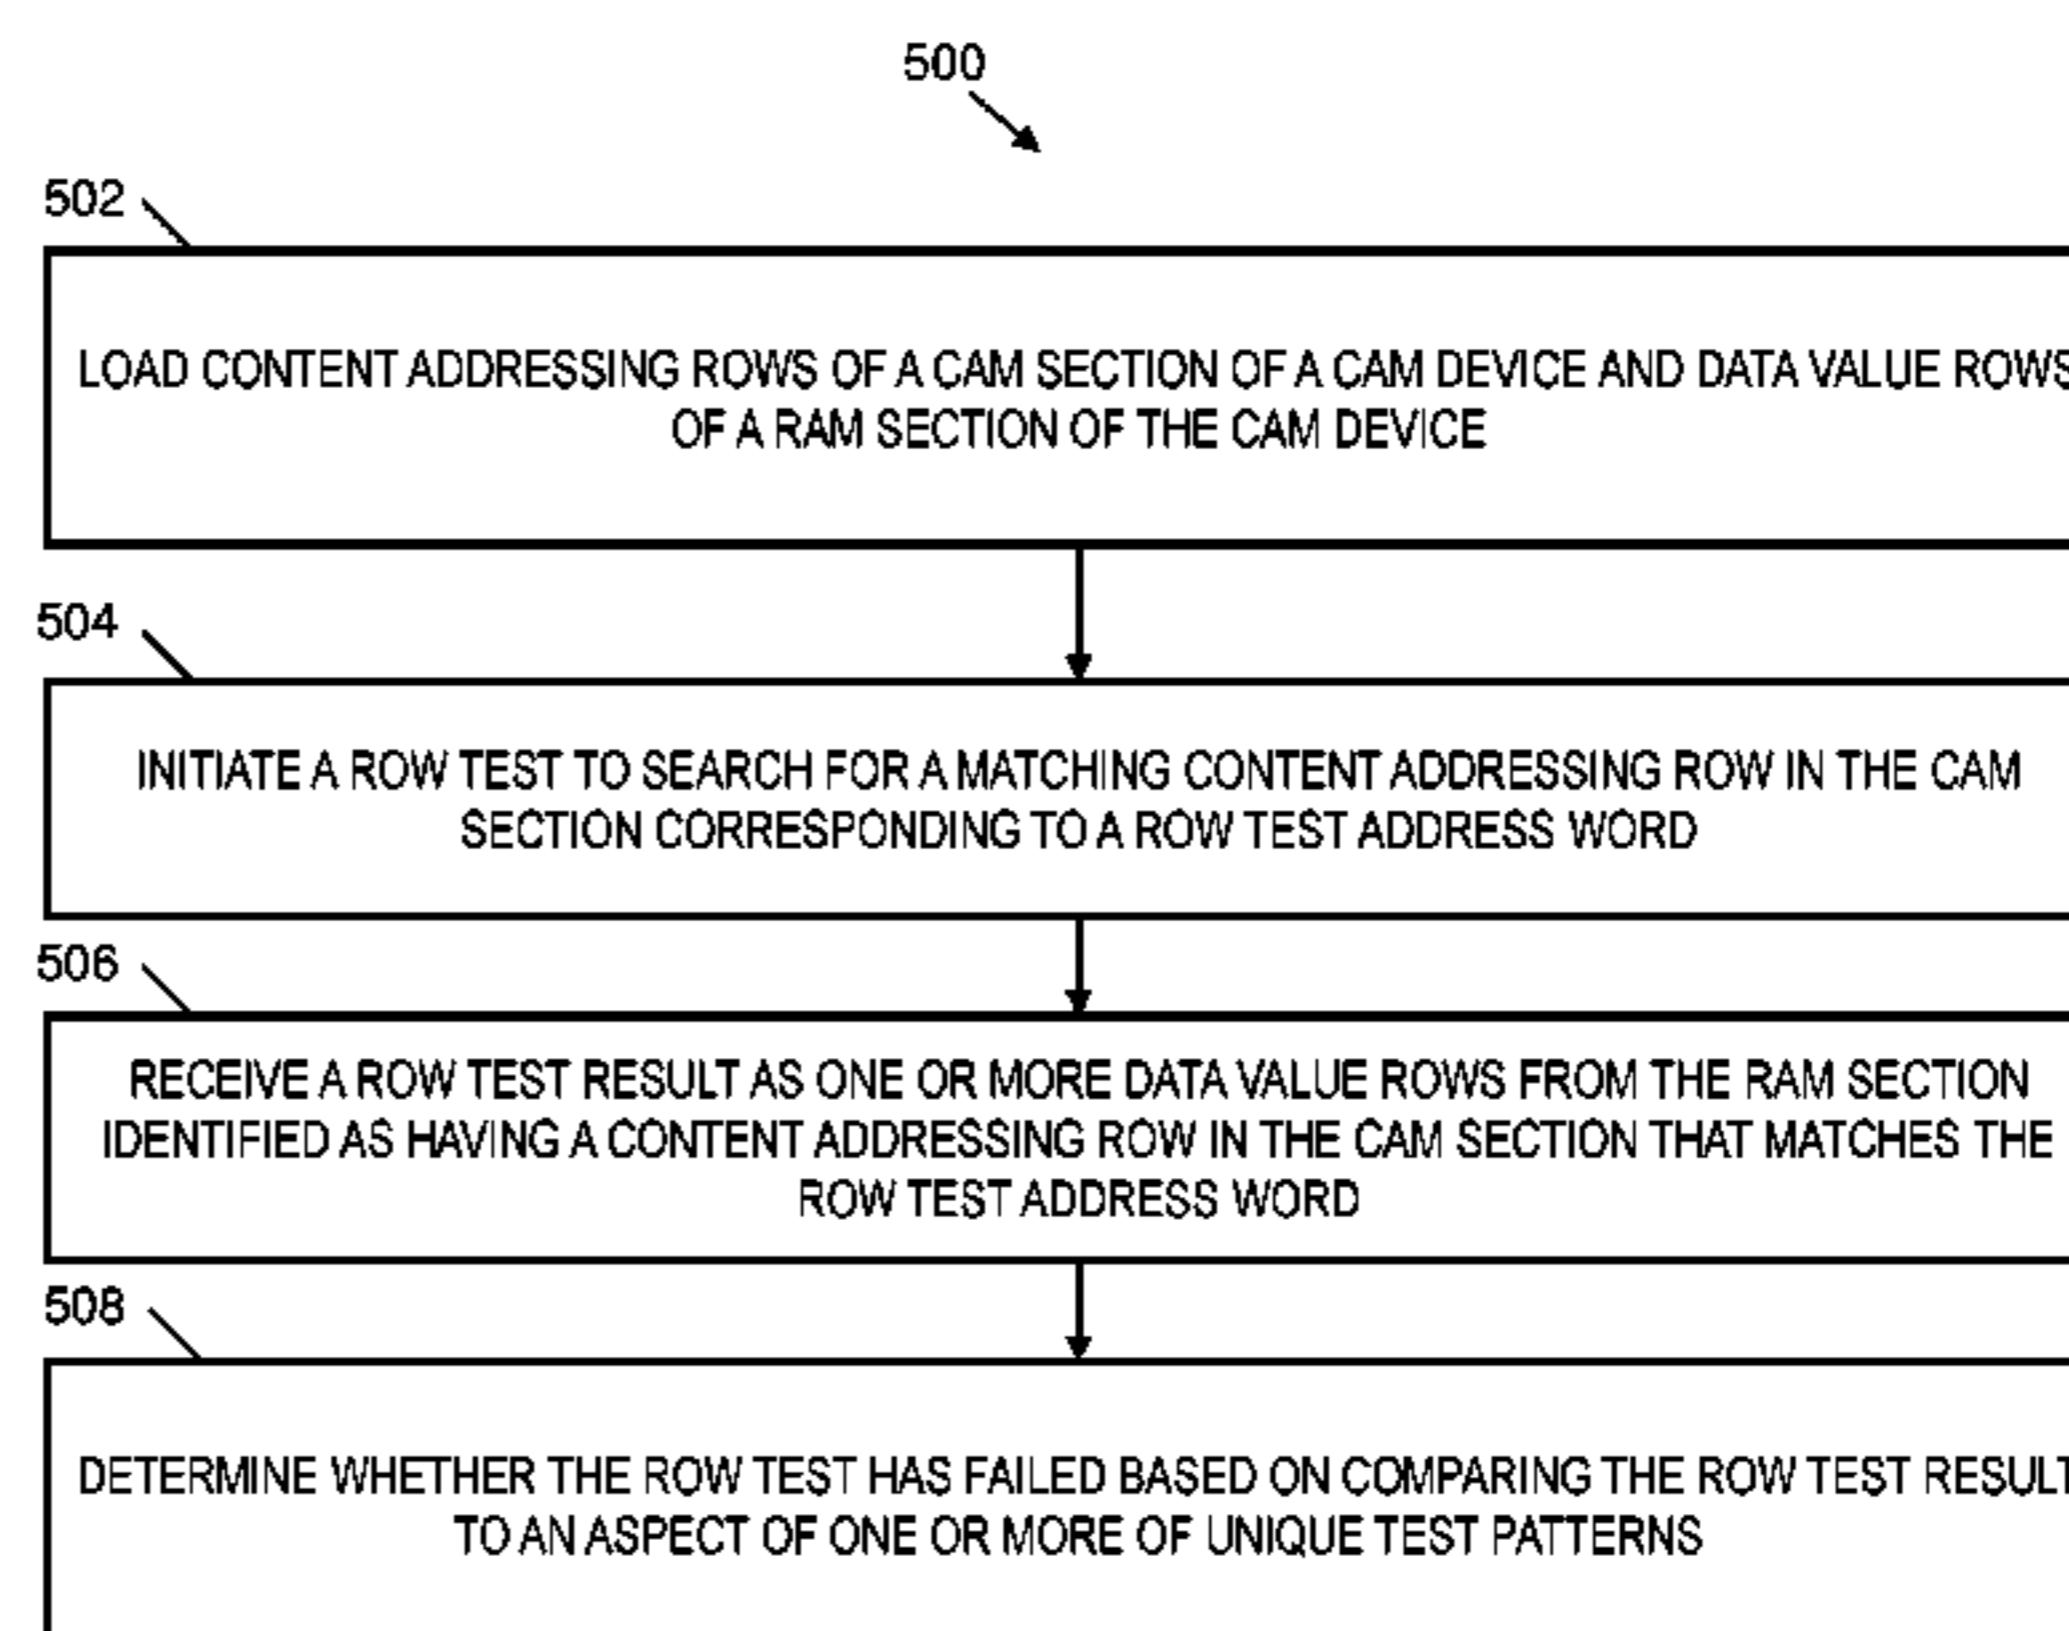 500
502
LOAD CONTENT ADDRESSING ROWS OF A CAM SECTION OF A CAM DEVICE AND DATA VALUE ROWS
OF A RAM SECTION OF THE CAM DEVICE
504
INITIATE A ROW TEST TO SEARCH FOR A MATCHING CONTENT ADDRESSING ROW IN THE CAM
SECTION CORRESPONDING TO A ROW TEST ADDRESS WORD
506
RECEIVE A ROW TEST RESULT AS ONE OR MORE DATA VALUE ROWS FROM THE RAM SECTION
IDENTIFIED AS HAVING A CONTENT ADDRESSING ROW IN THE CAM SECTION THAT MATCHES THE
ROW TEST ADDRESS WORD
508
DETERMINE WHETHER THE ROW TEST HAS FAILED BASED ON COMPARING THE ROW TEST RESULT
TO AN ASPECT OF ONE OR MORE OF UNIQUE TEST PATTERNS